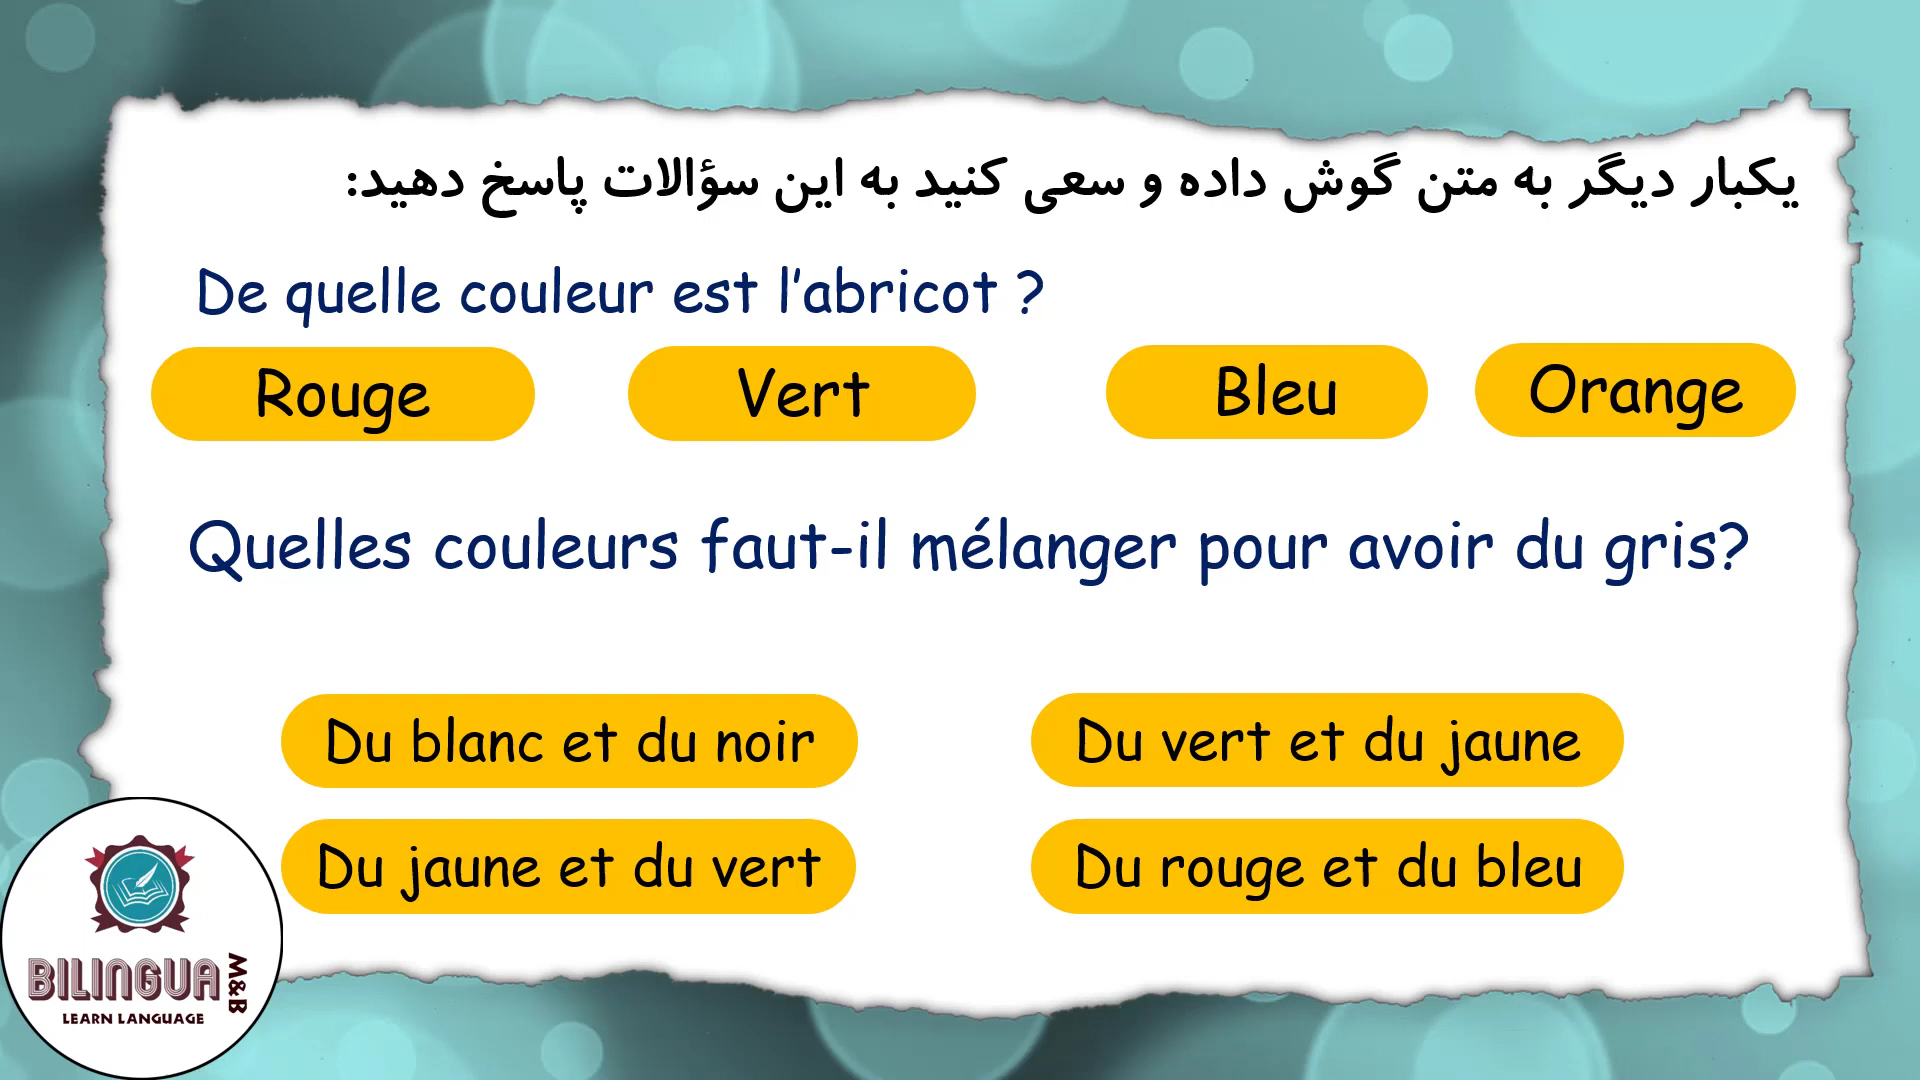 یکبار دیگر به متن گوش داده و سعی کنید به این سؤالات پاسخ دهید:
De quelle couleur est l’abricot ?
Rouge
Vert
Bleu
Orange
Quelles couleurs faut-il mélanger pour avoir du gris?
Du blanc et du noir
Du vert et du jaune
Du jaune et du vert
Du rouge et du bleu
BILINGUA
M&B
LEARN LANGUAGE